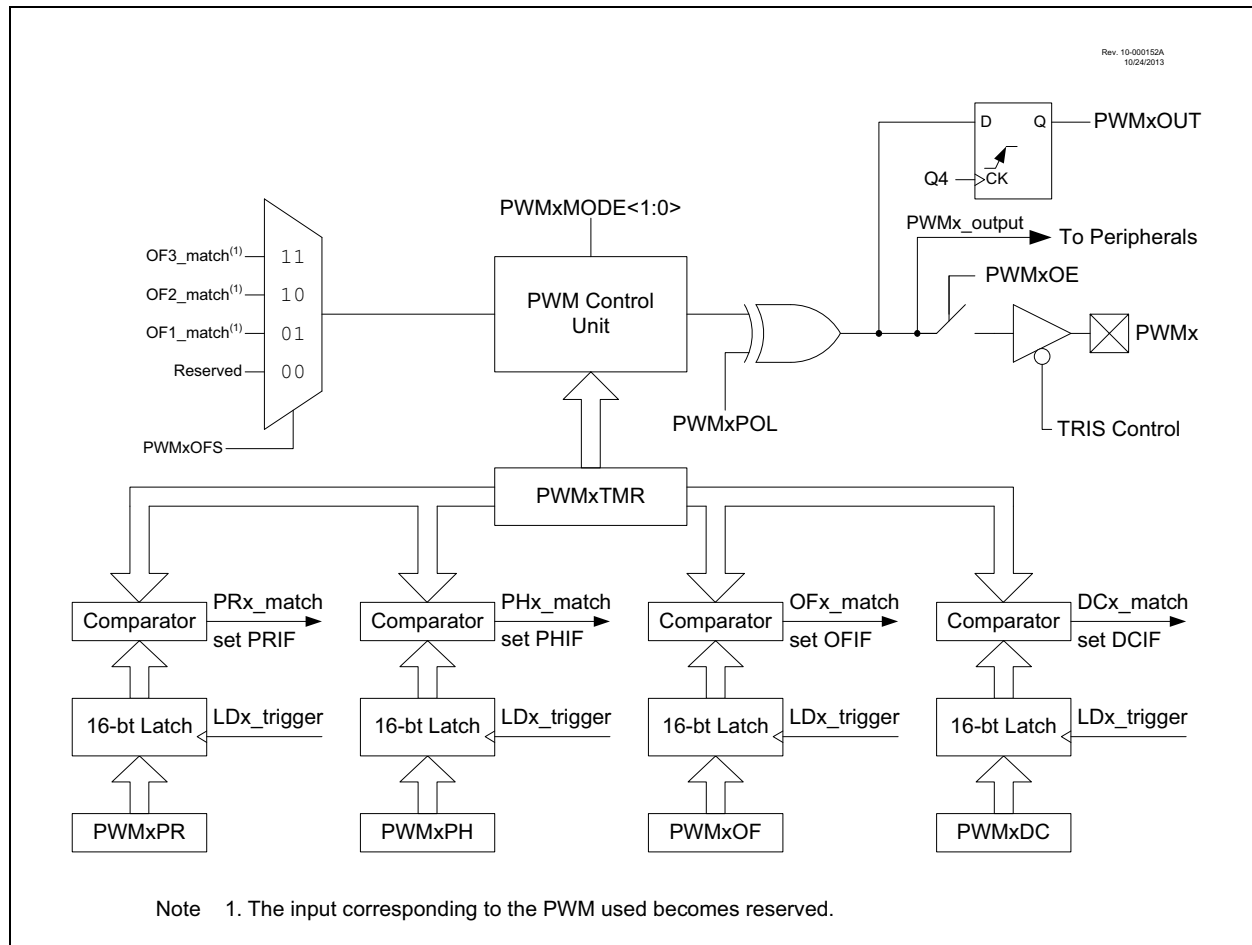 Rev. 10-000152A
10/24/2013
D Q
PWMxOUT
Q4
CK
PWMxMODE<1:0>
PWMx_output
To Peripherals
OF3_match(1) 11
OF2_match(1) 10
OF1_match(1) 01
Reserved 00
PWM Control
Unit
PWMxOE
PWMx
PWMxPOL
TRIS Control
PWMxOFS
PWMxTMR
Comparator
PRx_match
set PRIF
Comparator
PHx_match
set PHIF
Comparator
OFx_match
set OFIF
Comparator
DCx_match
set DCIF
16-bt Latch
LDx_trigger
16-bt Latch
LDx_trigger
16-bt Latch
LDx_trigger
16-bt Latch
LDx_trigger
PWMxPR
PWMxPH
PWMxOF
PWMxDC
Note 1. The input corresponding to the PWM used becomes reserved.